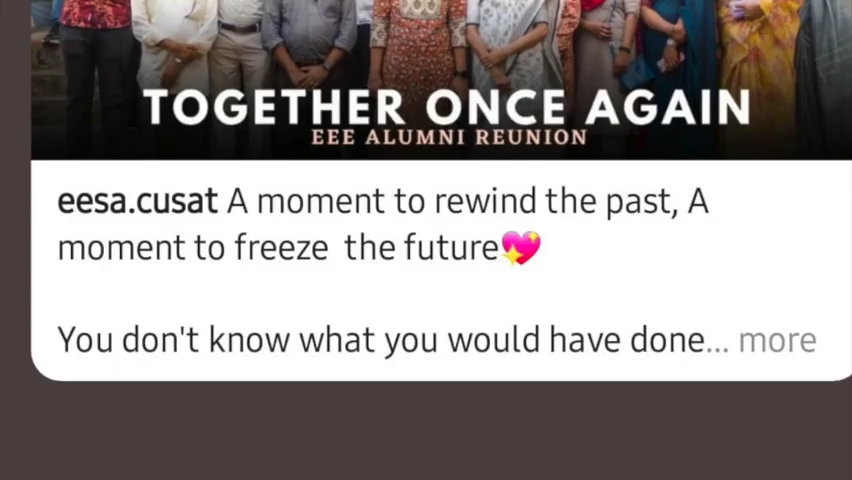 TOGETHER ONCE AGAIN
EEE ALUMNI REUNION
eesa.cusat A moment to rewind the past, A
moment to freeze the future💖
You don't know what you would have done... more